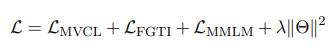 ℒ = ℒ_MVCL + ℒ_FGTI + ℒ_MMLM + λ‖Θ‖²